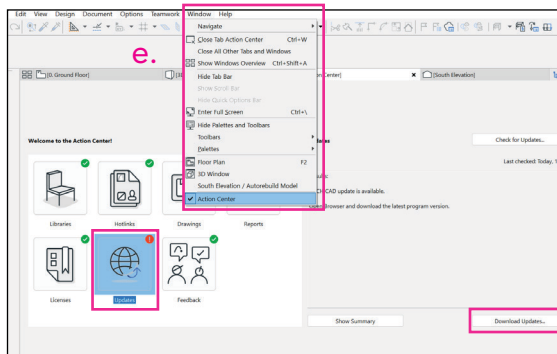 Edit View Design Document Options Teamwork Window Help
[0. Ground Floor]
[South Elevation]
e.
Navigate
Close Tab Action Center Ctrl+W
Close All Other Tabs and Windows
Show Windows Overview Ctrl+Shift+A
Hide Tab Bar
Show Scroll Bar
Hide Quick Options Bar
Enter Full Screen Ctrl+\
Hide Palettes and Toolbars
Toolbars
Palettes
Floor Plan F2
3D Window
South Elevation / Autorebuild Model
Action Center
Welcome to the Action Center!
Check for Updates...
Last checked: Today, 1
update is available.
Browser and download the latest program version.
Libraries
Hotlinks
Drawings
Reports
Licenses
Updates
Feedback
Show Summary
Download Updates...